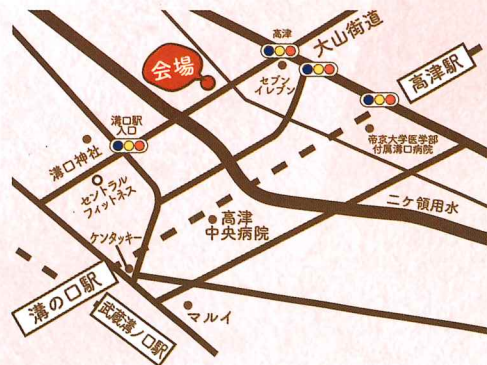 高津
大山街道
会場
セブン
イレブン
高津駅
溝口駅
入口
溝口神社
帝京大学医学部
付属溝口病院
セントラル
フィットネス
二ケ領用水
高津
中央病院
ケンタッキー
溝の口駅
武蔵溝ノ口駅
マルイ